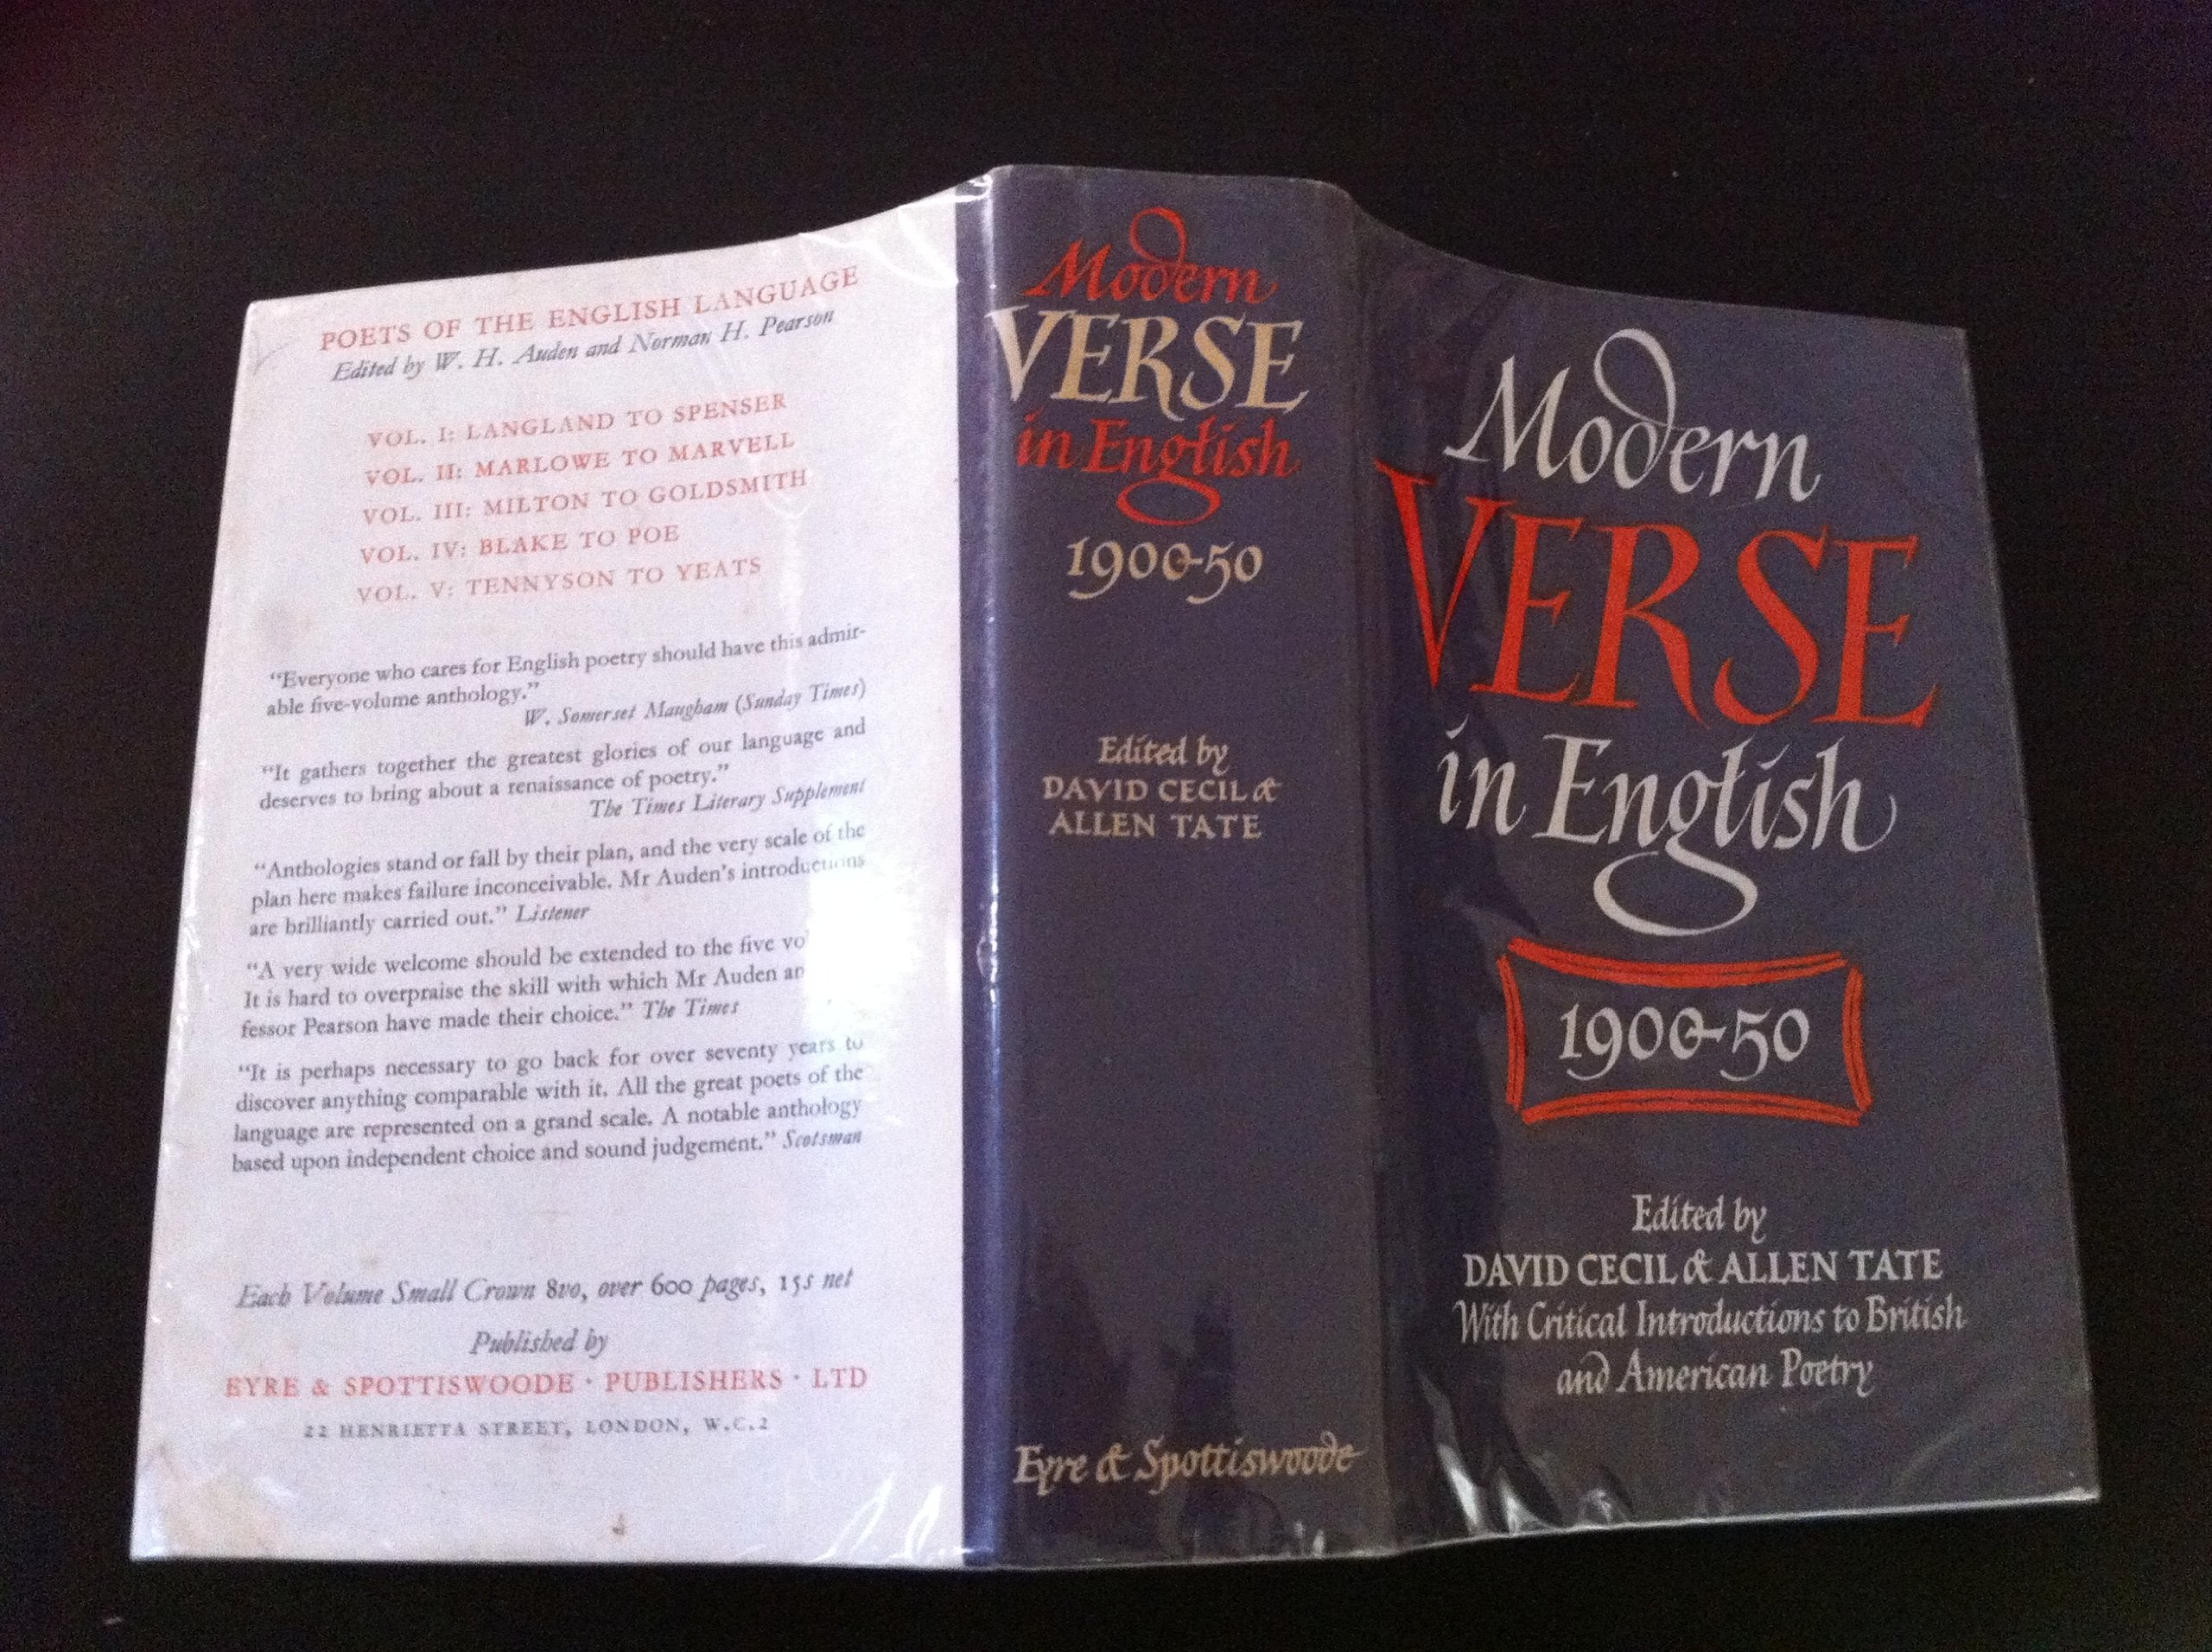 POETS OF THE ENGLISH LANGUAGE
Edited by W. H. Auden and Norman H. Pearson
VOL. I: LANGLAND TO SPENSER
VOL. II: MARLOWE TO MARVELL
VOL. III: MILTON TO GOLDSMITH
VOL. IV: BLAKE TO POE
VOL. V: TENNYSON TO YEATS
“Everyone who cares for English poetry should have this admir-
able five-volume anthology.”
W. Somerset Maugham (Sunday Times)
“It gathers together the greatest glories of our language and
deserves to bring about a renaissance of poetry.”
The Times Literary Supplement
“Anthologies stand or fall by their plan, and the very scale of the
plan here makes failure inconceivable. Mr Auden’s introductions
are brilliantly carried out.” Listener
“A very wide welcome should be extended to the five
It is hard to overpraise the skill with which Mr Auden
fessor Pearson have made their choice.” The Times
“It is perhaps necessary to go back for over seventy years to
discover anything comparable with it. All the great poets of the
language are represented on a grand scale. A notable anthology
based upon independent choice and sound judgement.” Scotsman
Each Volume Small Crown 8vo, over 600 pages, 15s net
Published by
EYRE & SPOTTISWOODE · PUBLISHERS · LTD
22 HENRIETTA STREET, LONDON, W.C.2
Modern
VERSE
in English
1900-50
Edited by
DAVID CECIL &
ALLEN TATE
Eyre & Spottiswoode
Modern
VERSE
in English
1900-50
Edited by
DAVID CECIL & ALLEN TATE
With Critical Introductions to British
and American Poetry